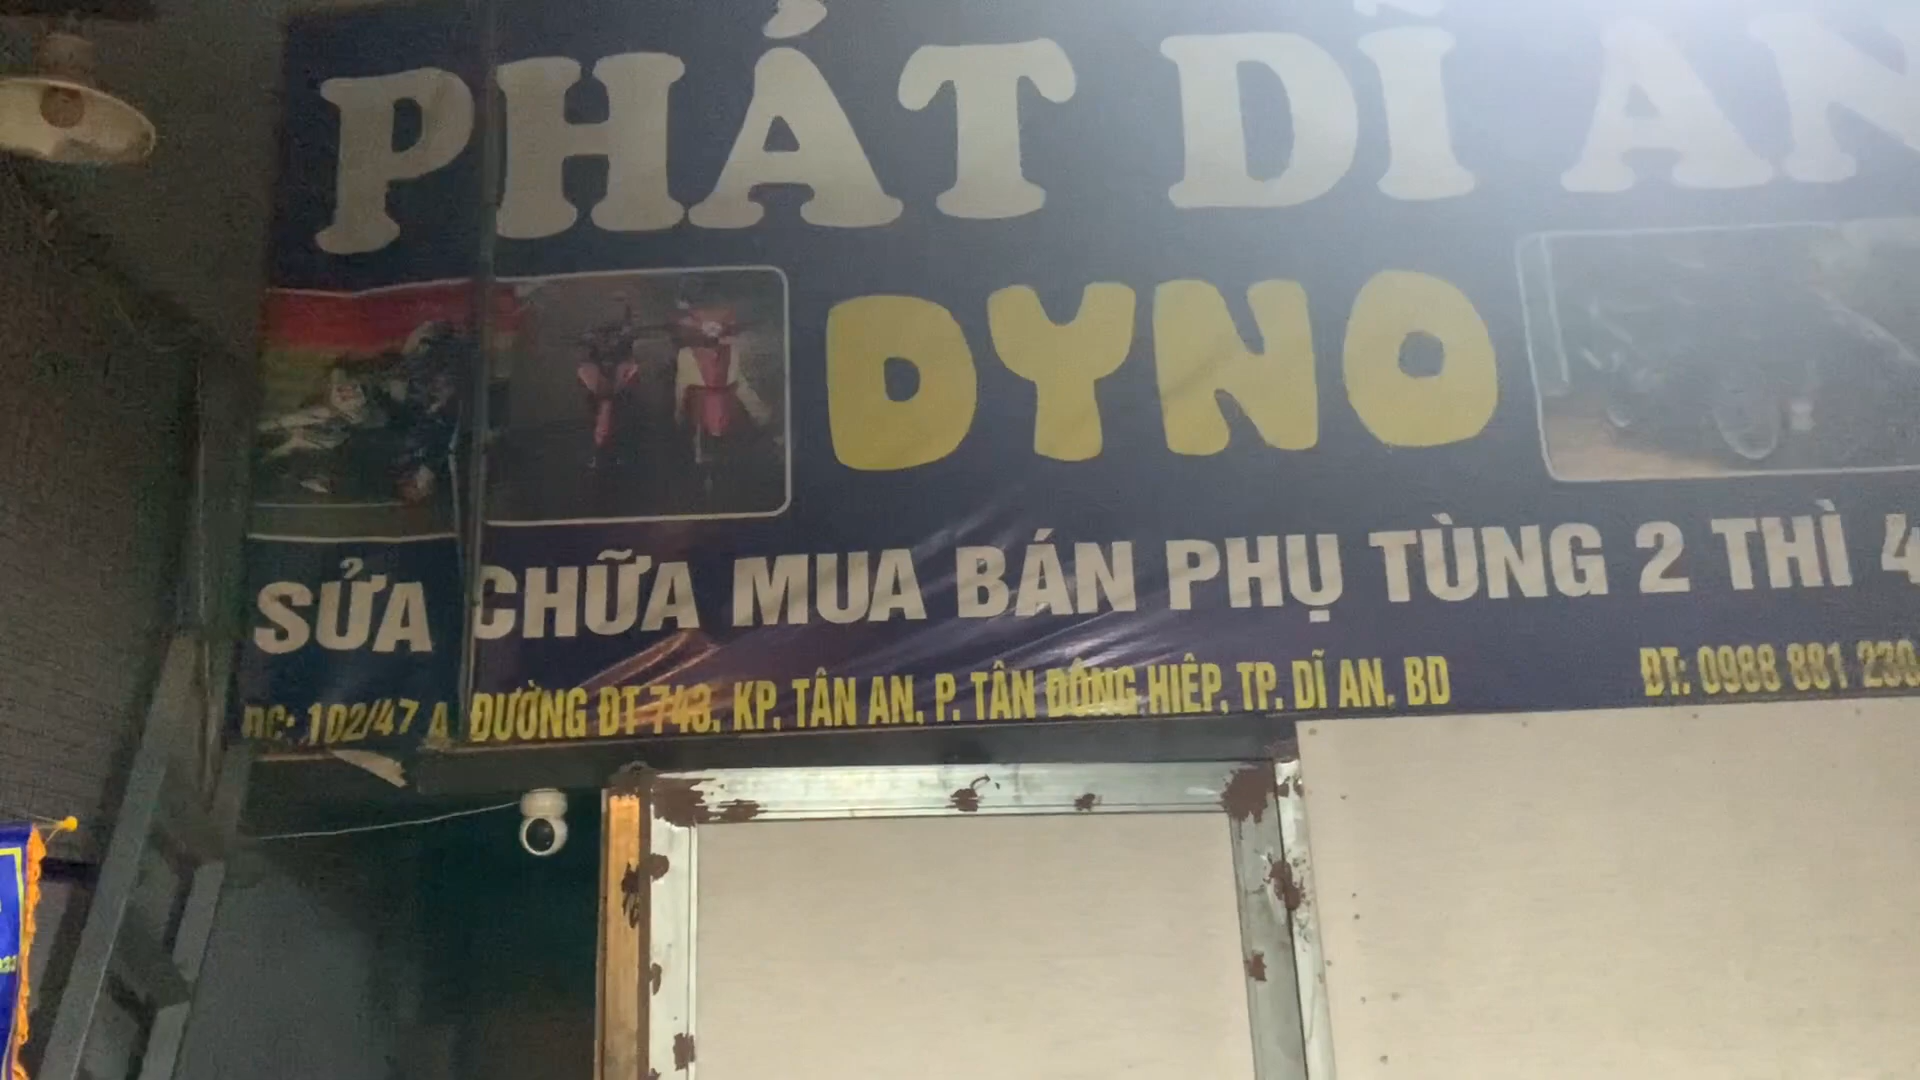 PHÁT DĨ AN
DYNO
SỬA CHỮA MUA BÁN PHỤ TÙNG 2 THÌ 4
ĐC: 102/47 A ĐƯỜNG ĐT 743, KP. TÂN AN, P. TÂN ĐÔNG HIỆP, TP. DĨ AN, BD
ĐT: 0988 881 230